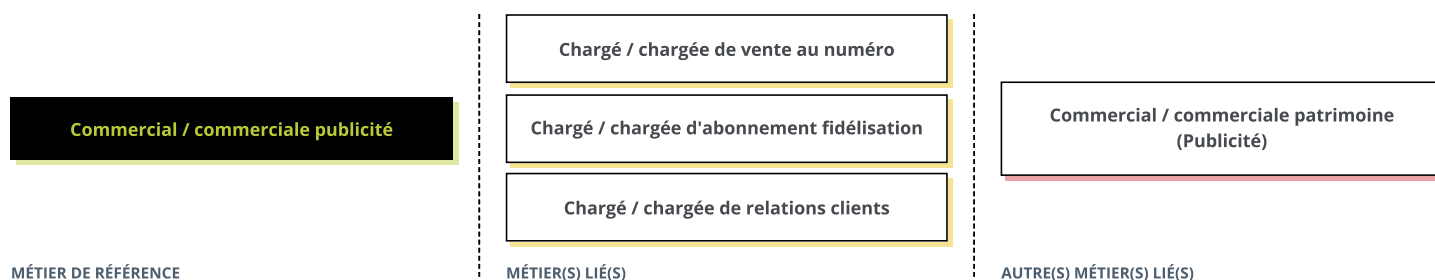 Commercial / commerciale publicité
MÉTIER DE RÉFÉRENCE
Chargé / chargée de vente au numéro
Chargé / chargée d'abonnement fidélisation
Chargé / chargée de relations clients
MÉTIER(S) LIÉ(S)
Commercial / commerciale patrimoine
(Publicité)
AUTRE(S) MÉTIER(S) LIÉ(S)